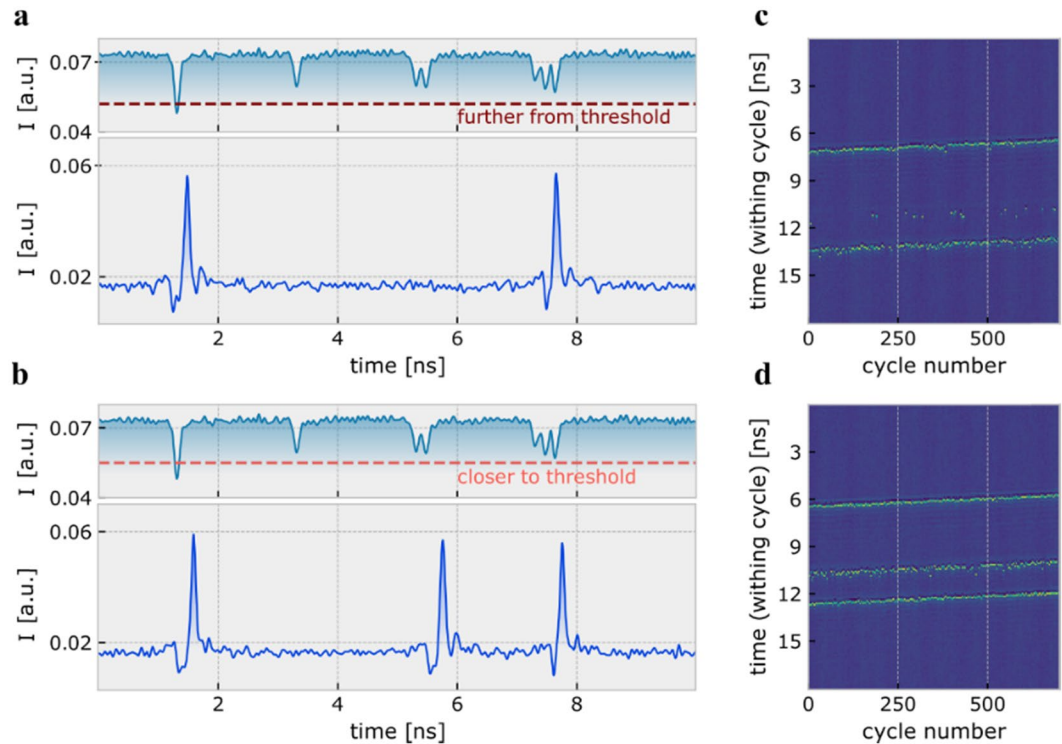 a
I [a.u.]
0.07
0.04
further from threshold
I [a.u.]
0.06
0.02
2 4 6 8
time [ns]
b
I [a.u.]
0.07
0.04
closer to threshold
I [a.u.]
0.06
0.02
2 4 6 8
time [ns]
c
time (withing cycle) [ns]
3
6
9
12
15
0 250 500
cycle number
d
time (withing cycle) [ns]
3
6
9
12
15
0 250 500
cycle number